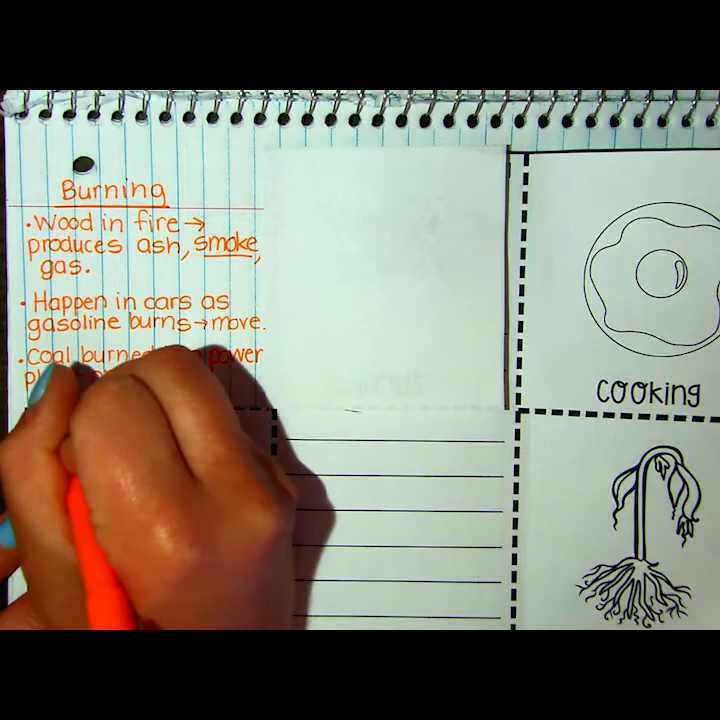 Burning
• Wood in fire →
produces ash, smoke,
gas.
• Happen in cars as
gasoline burns → move.
• Coal burned power
cooking